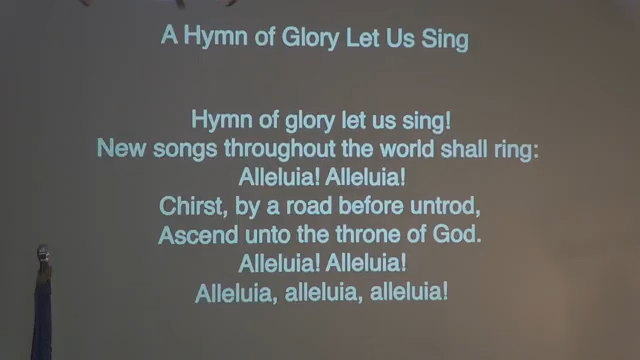 A Hymn of Glory Let Us Sing
Hymn of glory let us sing!
New songs throughout the world shall ring:
Alleluia! Alleluia!
Chirst, by a road before untrod,
Ascend unto the throne of God.
Alleluia! Alleluia!
Alleluia, alleluia, alleluia!